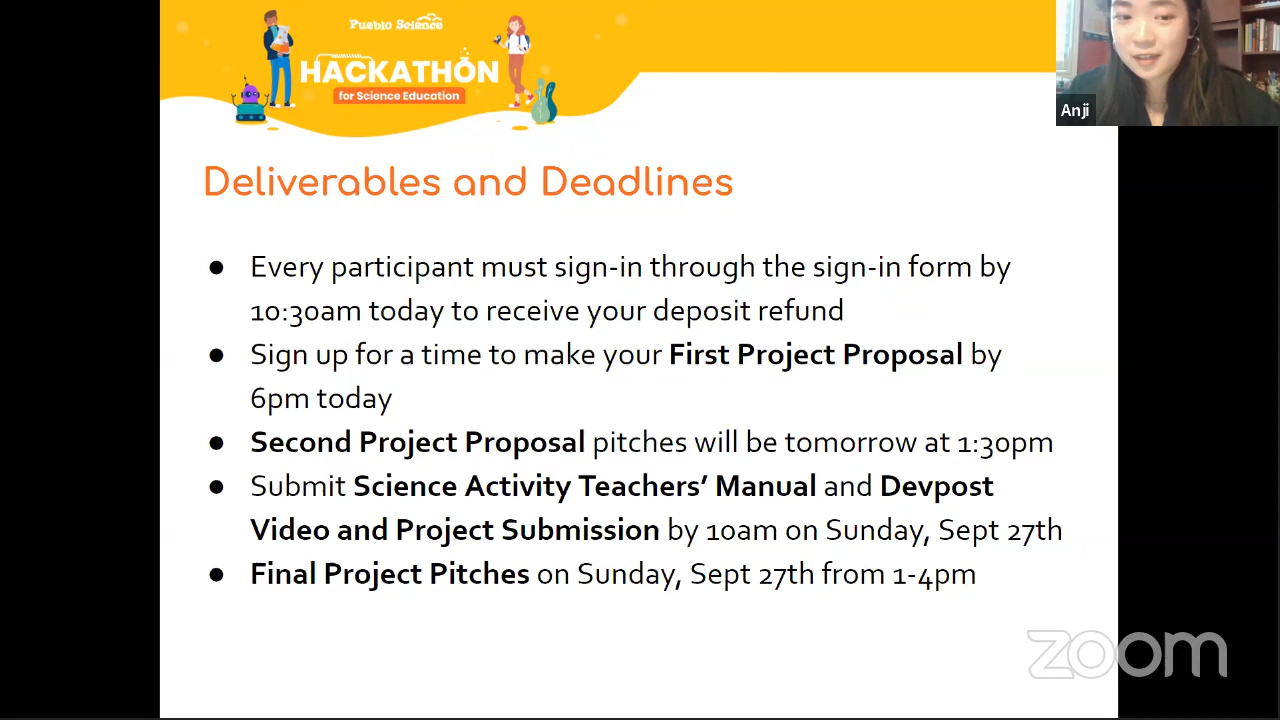 Pueblo Science
HACKATHON
for Science Education
Anji
Deliverables and Deadlines
● Every participant must sign-in through the sign-in form by
10:30am today to receive your deposit refund
● Sign up for a time to make your First Project Proposal by
6pm today
● Second Project Proposal pitches will be tomorrow at 1:30pm
● Submit Science Activity Teachers’ Manual and Devpost
Video and Project Submission by 10am on Sunday, Sept 27th
● Final Project Pitches on Sunday, Sept 27th from 1-4pm
zoom